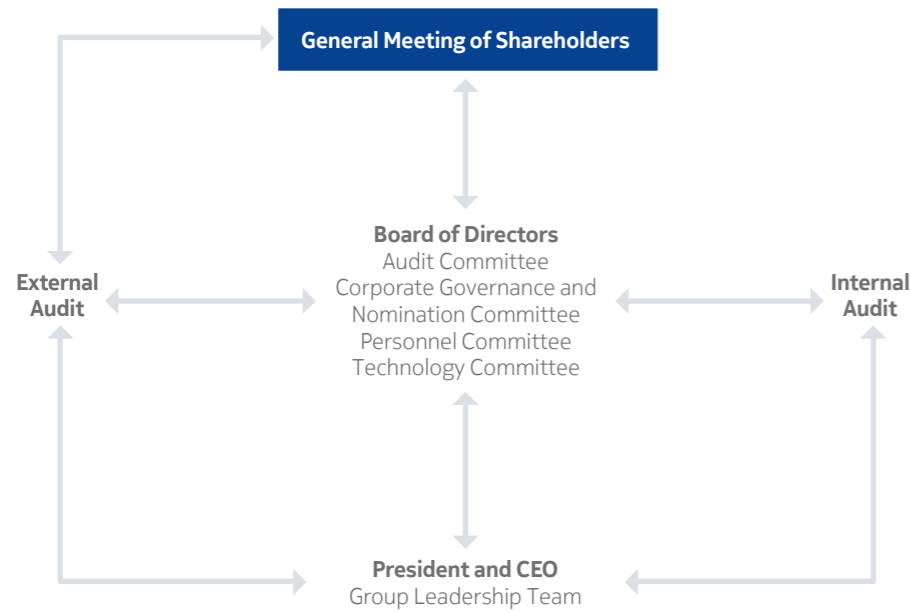 General Meeting of Shareholders
Board of Directors
Audit Committee
Corporate Governance and
Nomination Committee
Personnel Committee
Technology Committee
External
Audit
Internal
Audit
President and CEO
Group Leadership Team